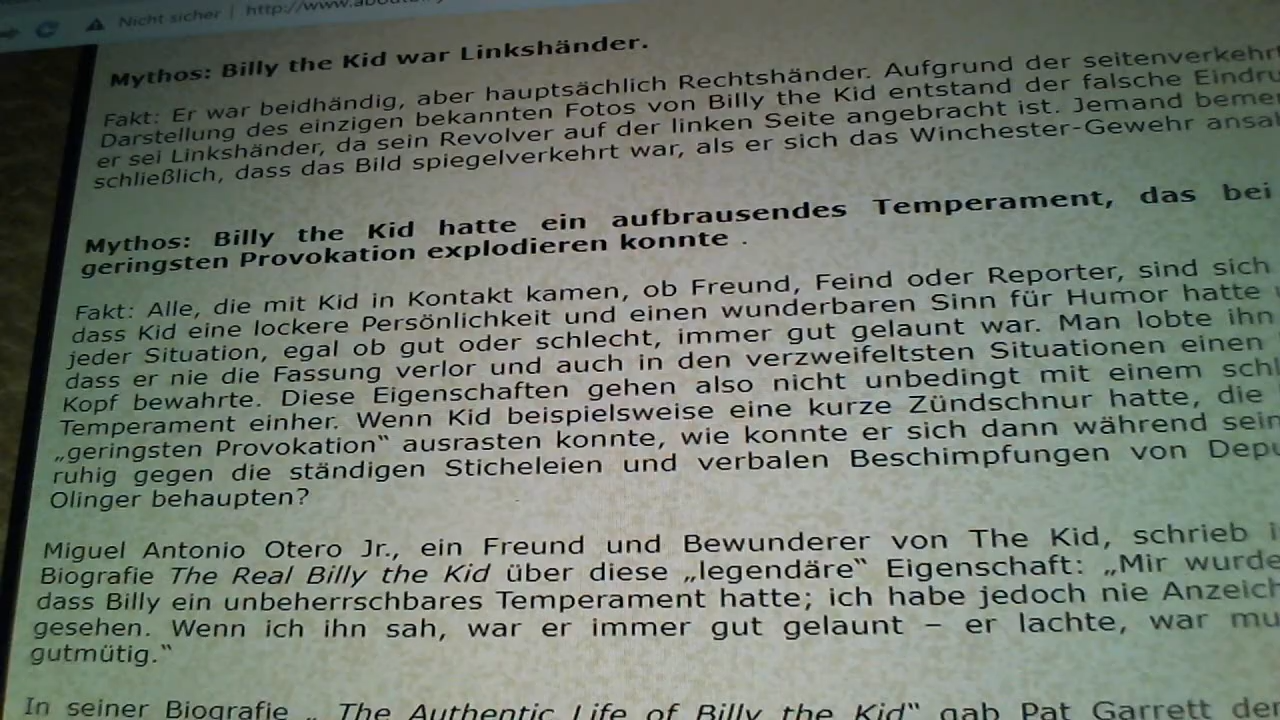 Nicht sicher | http://www.
Mythos: Billy the Kid war Linkshänder.
Fakt: Er war beidhändig, aber hauptsächlich Rechtshänder. Aufgrund der seitenverkehrt
Darstellung des einzigen bekannten Fotos von Billy the Kid entstand der falsche Eindru
er sei Linkshänder, da sein Revolver auf der linken Seite angebracht ist. Jemand bemer
schließlich, dass das Bild spiegelverkehrt war, als er sich das Winchester-Gewehr ansah
Mythos: Billy the Kid hatte ein aufbrausendes Temperament, das bei
geringsten Provokation explodieren konnte .
Fakt: Alle, die mit Kid in Kontakt kamen, ob Freund, Feind oder Reporter, sind sich
dass Kid eine lockere Persönlichkeit und einen wunderbaren Sinn für Humor hatte
jeder Situation, egal ob gut oder schlecht, immer gut gelaunt war. Man lobte ihn
dass er nie die Fassung verlor und auch in den verzweifeltsten Situationen einen
Kopf bewahrte. Diese Eigenschaften gehen also nicht unbedingt mit einem schl
Temperament einher. Wenn Kid beispielsweise eine kurze Zündschnur hatte, die
„geringsten Provokation“ ausrasten konnte, wie konnte er sich dann während sein
ruhig gegen die ständigen Sticheleien und verbalen Beschimpfungen von Depu
Olinger behaupten?
Miguel Antonio Otero Jr., ein Freund und Bewunderer von The Kid, schrieb i
Biografie The Real Billy the Kid über diese „legendäre“ Eigenschaft: „Mir wurde
dass Billy ein unbeherrschbares Temperament hatte; ich habe jedoch nie Anzeich
gesehen. Wenn ich ihn sah, war er immer gut gelaunt – er lachte, war mu
gutmütig.“
In seiner Biografie „ The Authentic Life of Billy the Kid“ gab Pat Garrett der